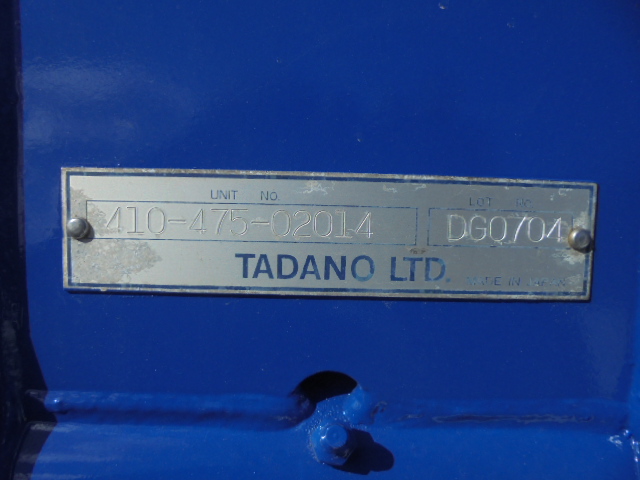 UNIT NO
LOT NO
410-475-02014
DG0704
TADANO LTD.
MADE IN JAPAN